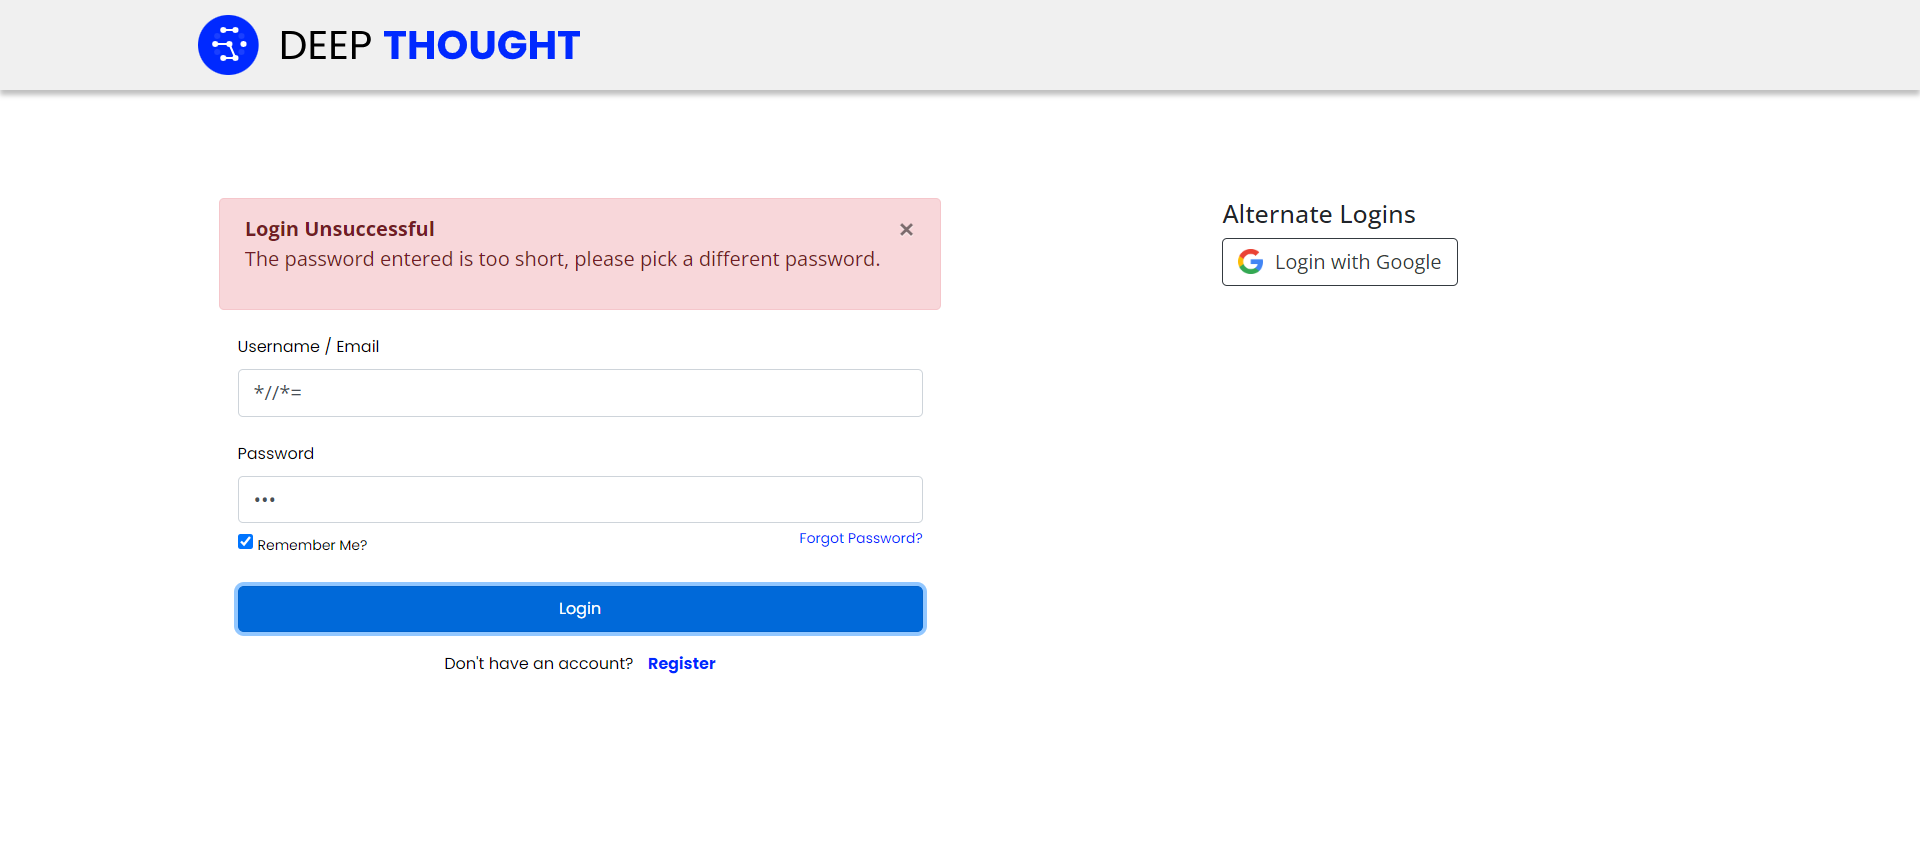 DEEP THOUGHT
Login Unsuccessful
×
The password entered is too short, please pick a different password.
Username / Email
*//*=
Password
•••
Remember Me?
Forgot Password?
Login
Don't have an account? Register
Alternate Logins
Login with Google